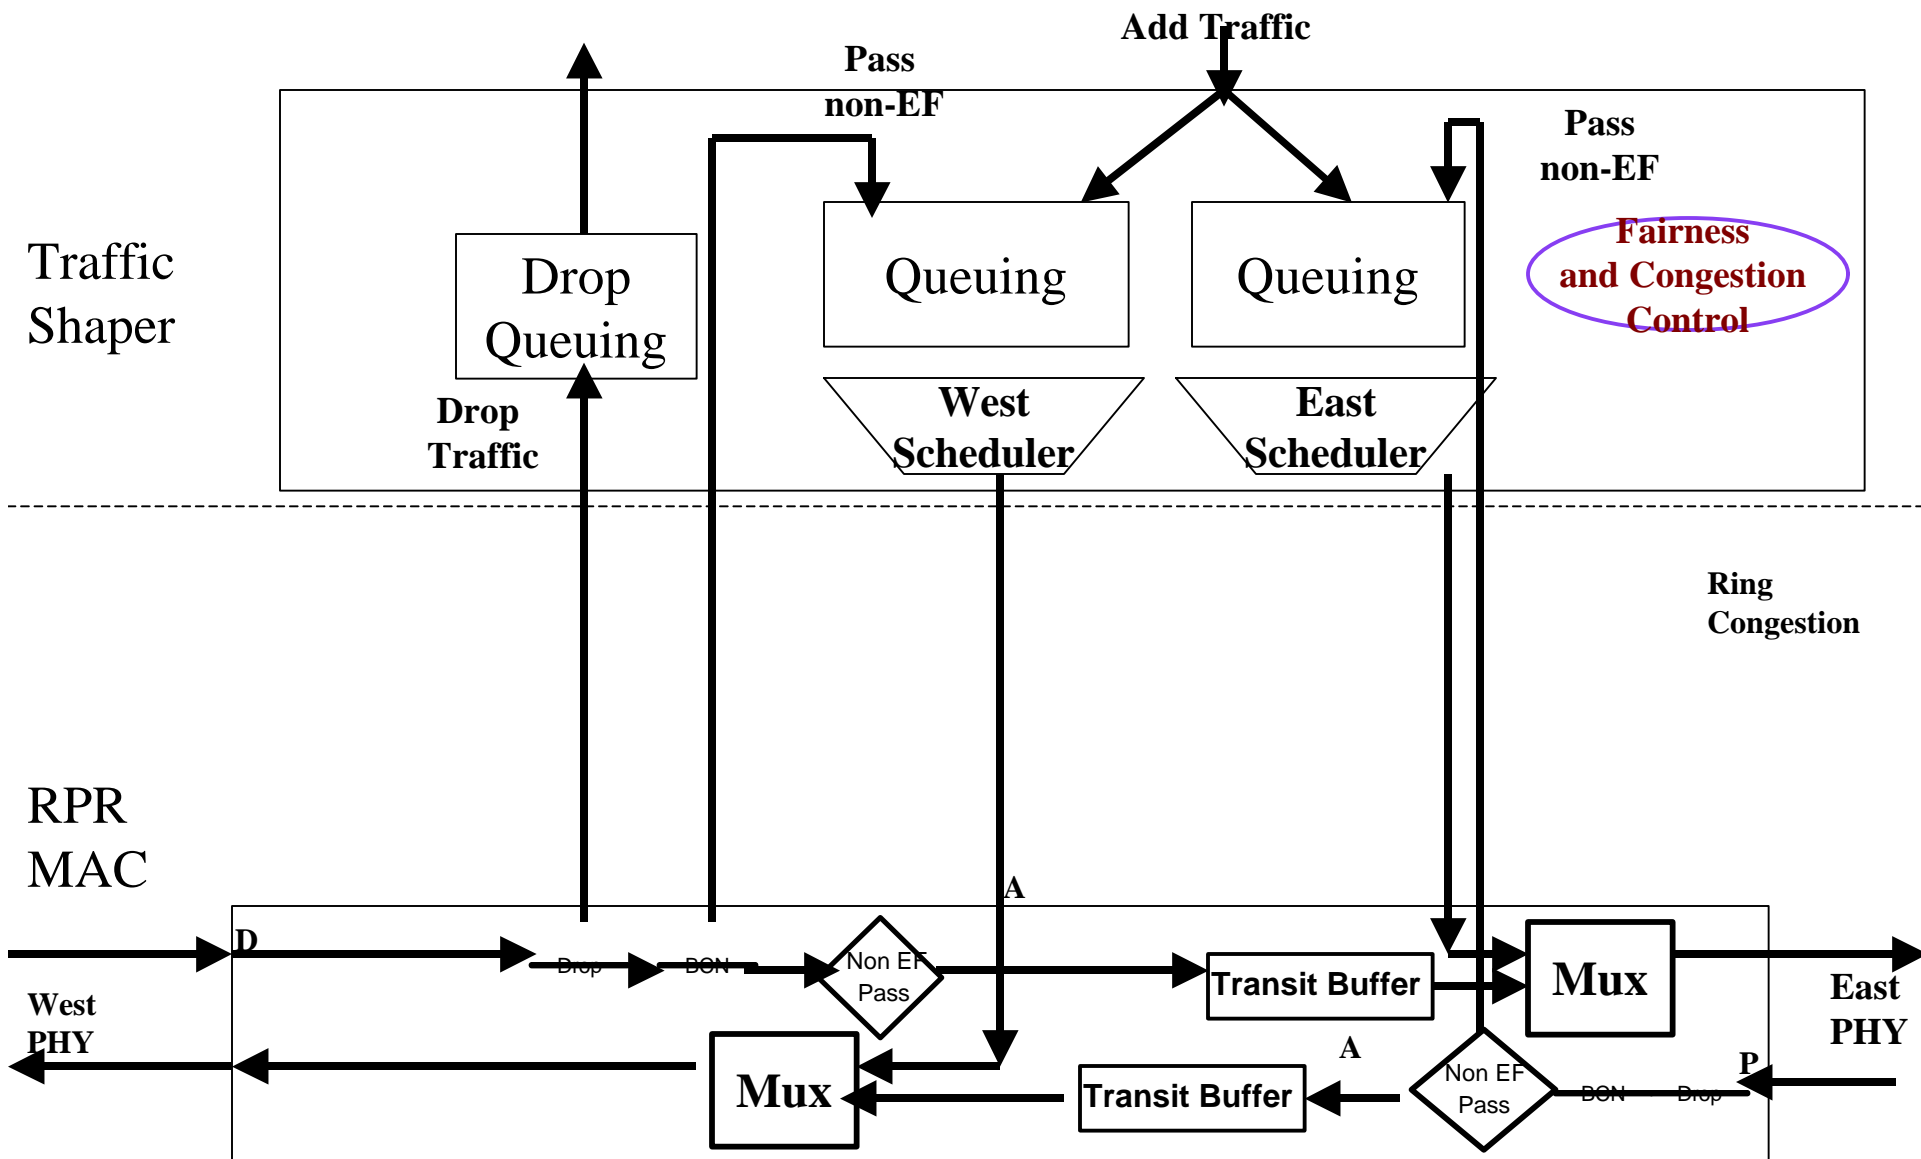 Add Traffic
Pass
non-EF
Pass
non-EF
Traffic
Shaper
Drop
Queuing
Queuing
Queuing
Fairness
and Congestion
Control
Drop
Traffic
West
Scheduler
East
Scheduler
Ring
Congestion
RPR
MAC
A
D
Drop
BON
Non EF
Pass
Transit Buffer
Mux
West
PHY
East
PHY
Mux
Transit Buffer
A
Non EF
Pass
BON
Drop
P